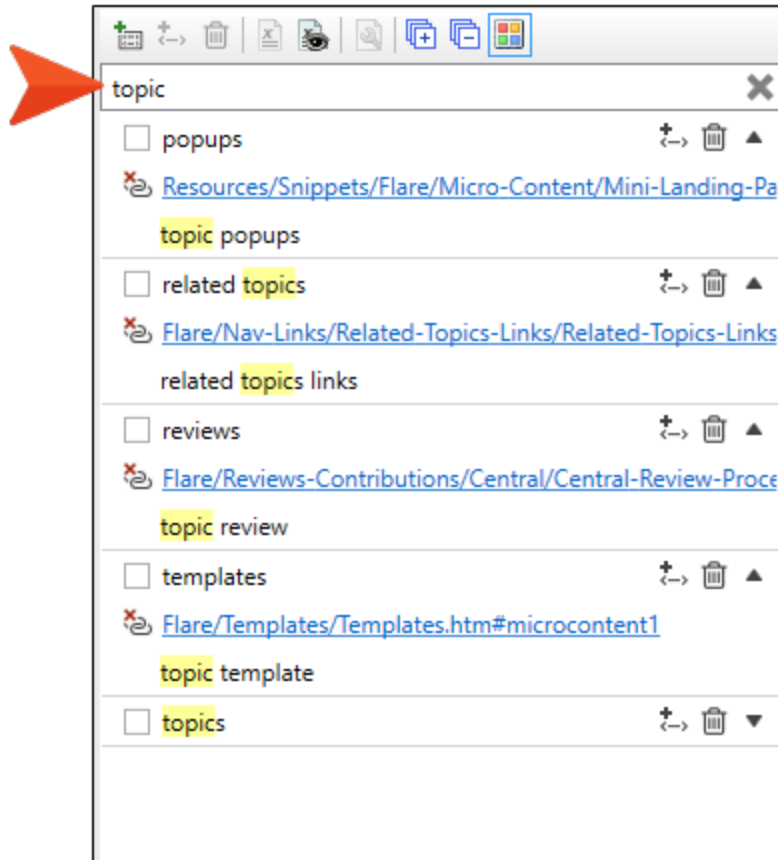 topic
popups
Resources/Snippets/Flare/Micro-Content/Mini-Landing-Pa
topic popups
related topics
Flare/Nav-Links/Related-Topics-Links/Related-Topics-Links
related topics links
reviews
Flare/Reviews-Contributions/Central/Central-Review-Proce
topic review
templates
Flare/Templates/Templates.htm#microcontent1
topic template
topics